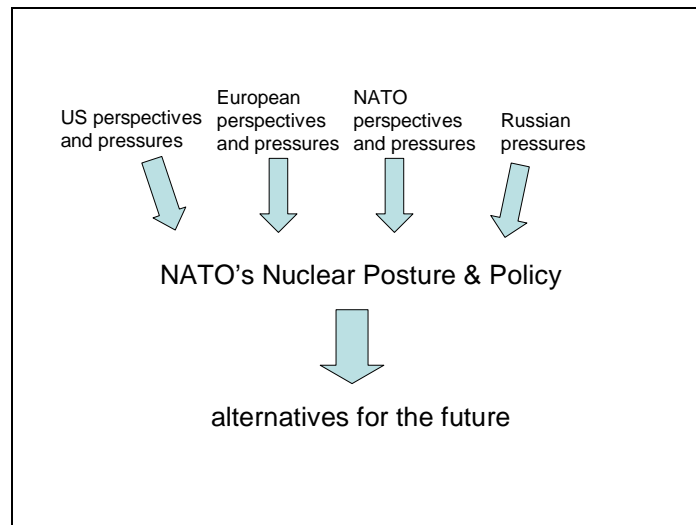 US perspectives
and pressures
European
perspectives
and pressures
NATO
perspectives
and pressures
Russian
pressures
NATO's Nuclear Posture & Policy
alternatives for the future